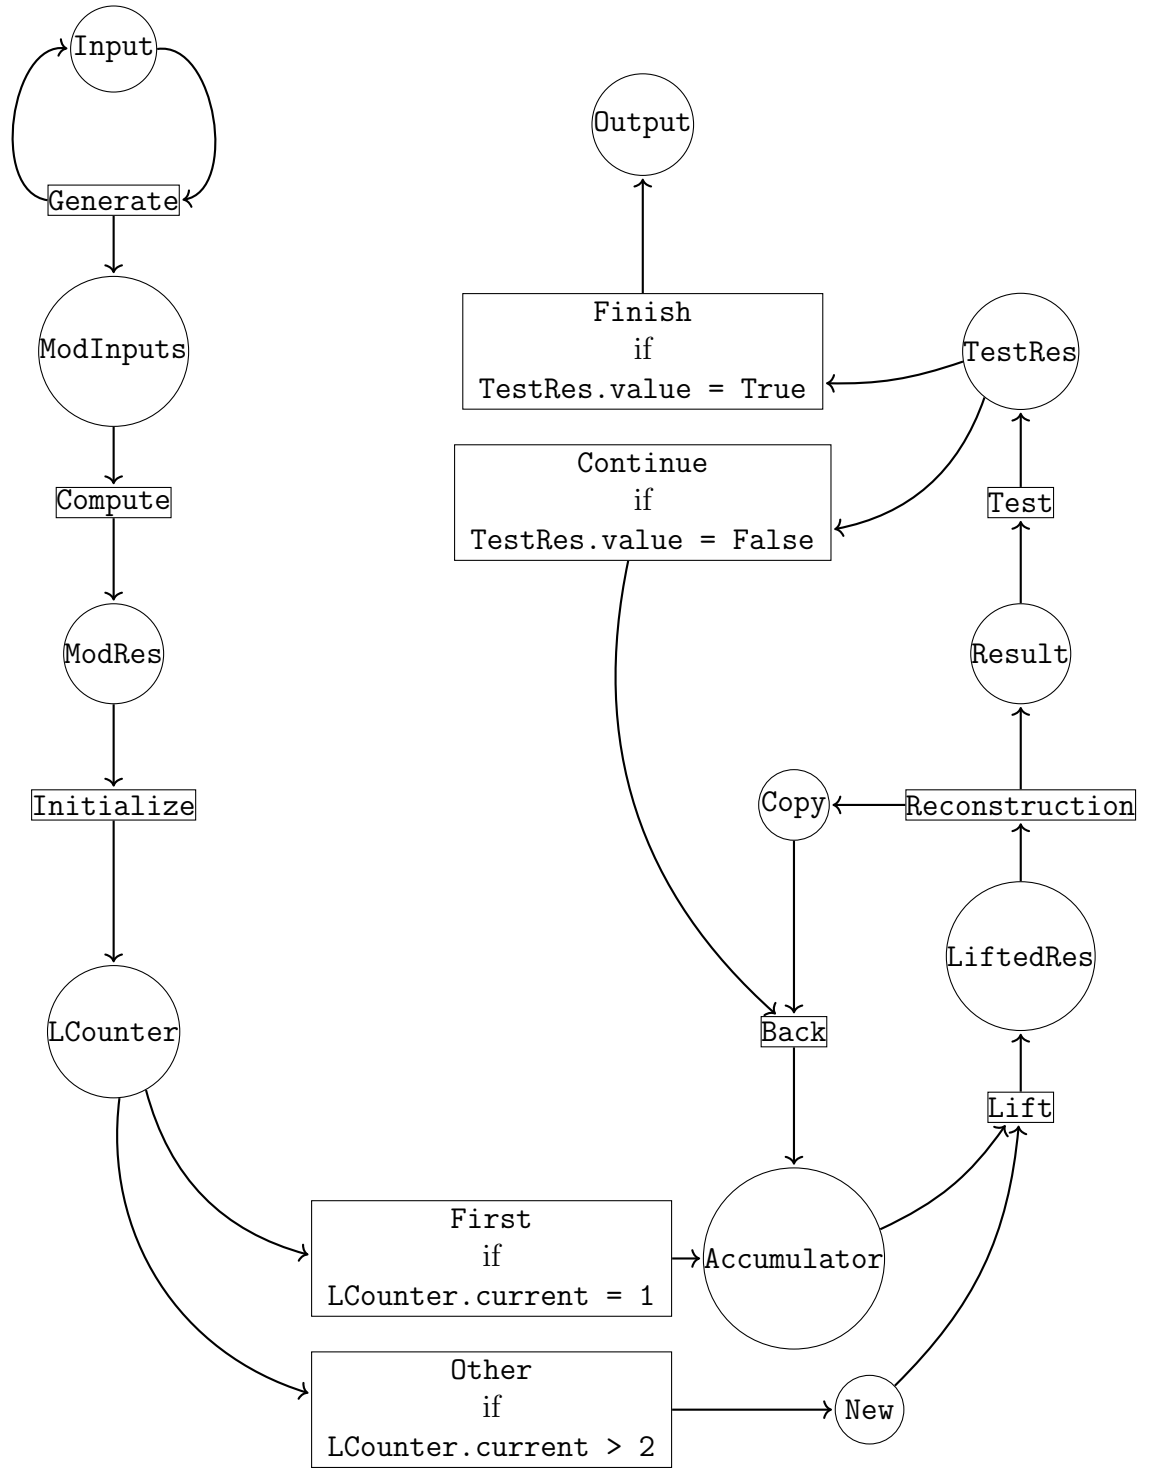 Input
Output
Generate
Finish
if
TestRes.value = True
ModInputs
TestRes
Continue
if
TestRes.value = False
Compute
Test
ModRes
Result
Initialize
Copy
Reconstruction
LiftedRes
LCounter
Back
Lift
First
if
LCounter.current = 1
Accumulator
Other
if
LCounter.current > 2
New